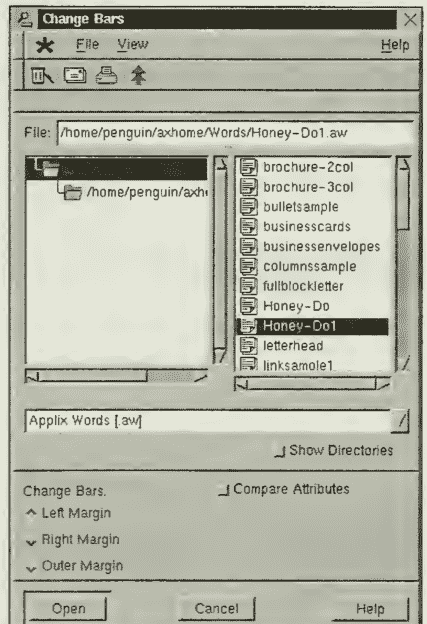 Change Bars
File View Help
File: /home/penguin/axhome/Words/Honey-Do1.aw
/home/penguin/axh
brochure-2col
brochure-3col
bulletsample
businesscards
businessenvelopes
columnssample
fullblockletter
Honey-Do
Honey-Do1
letterhead
linksample1
Applix Words [.aw]
Show Directories
Change Bars. Compare Attributes
Left Margin
Right Margin
Outer Margin
Open Cancel Help